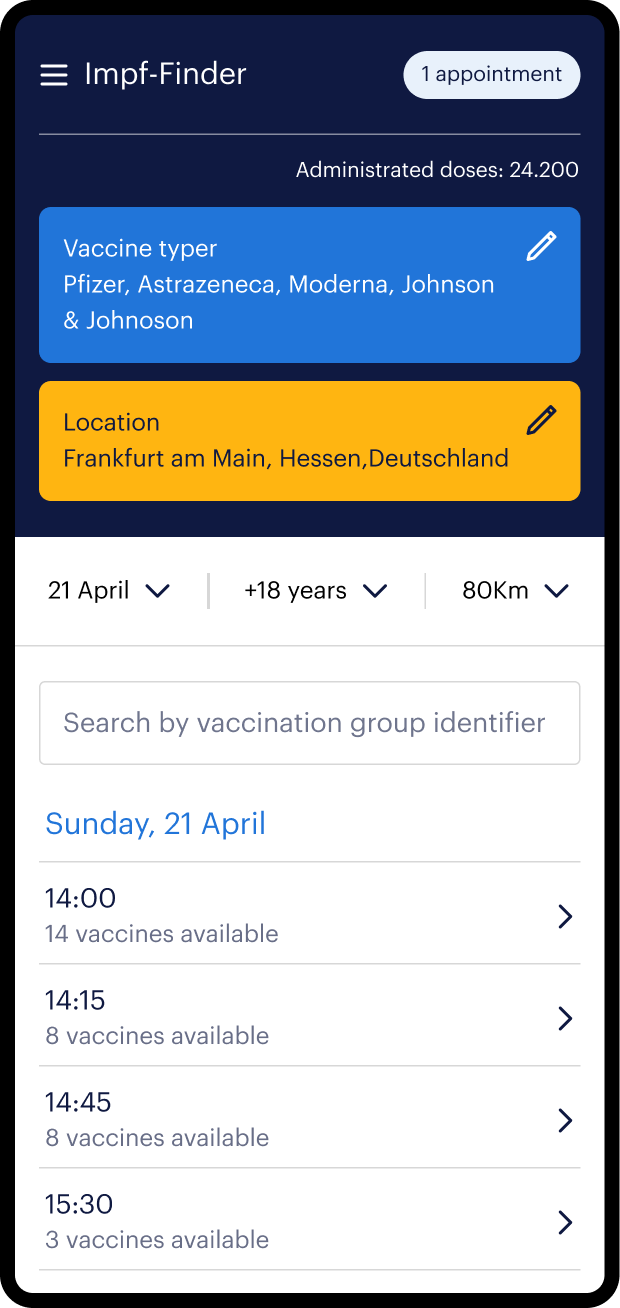 Impf-Finder
1 appointment
Administrated doses: 24.200
Vaccine typer
Pfizer, Astrazeneca, Moderna, Johnson
& Johnoson
Location
Frankfurt am Main, Hessen,Deutschland
21 April
+18 years
80Km
Search by vaccination group identifier
Sunday, 21 April
14:00
14 vaccines available
14:15
8 vaccines available
14:45
8 vaccines available
15:30
3 vaccines available